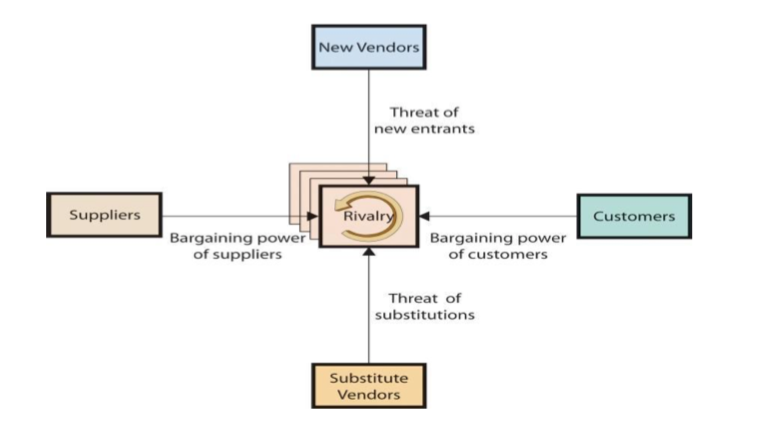 New Vendors
Threat of
new entrants
Suppliers
Rivalry
Customers
Bargaining power
of suppliers
Bargaining power
of customers
Threat of
substitutions
Substitute
Vendors